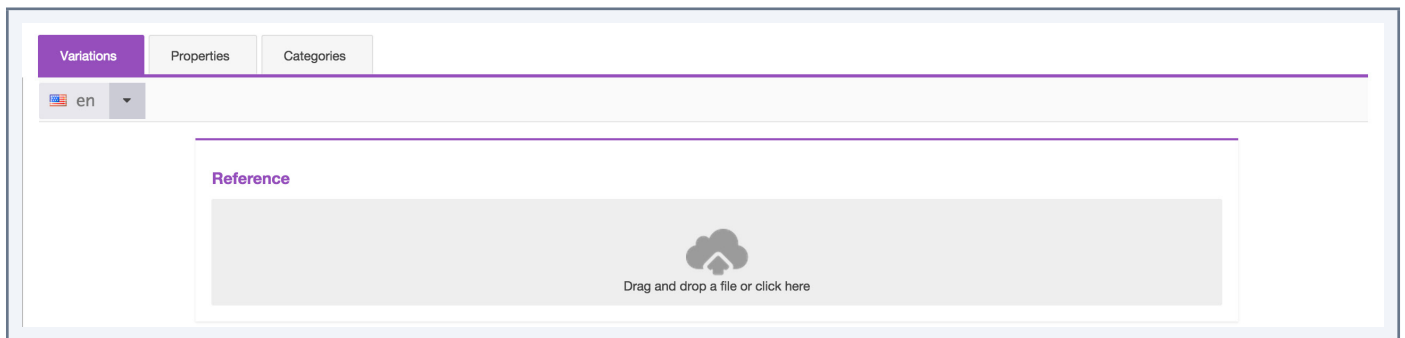 Variations Properties Categories
en
Reference
Drag and drop a file or click here